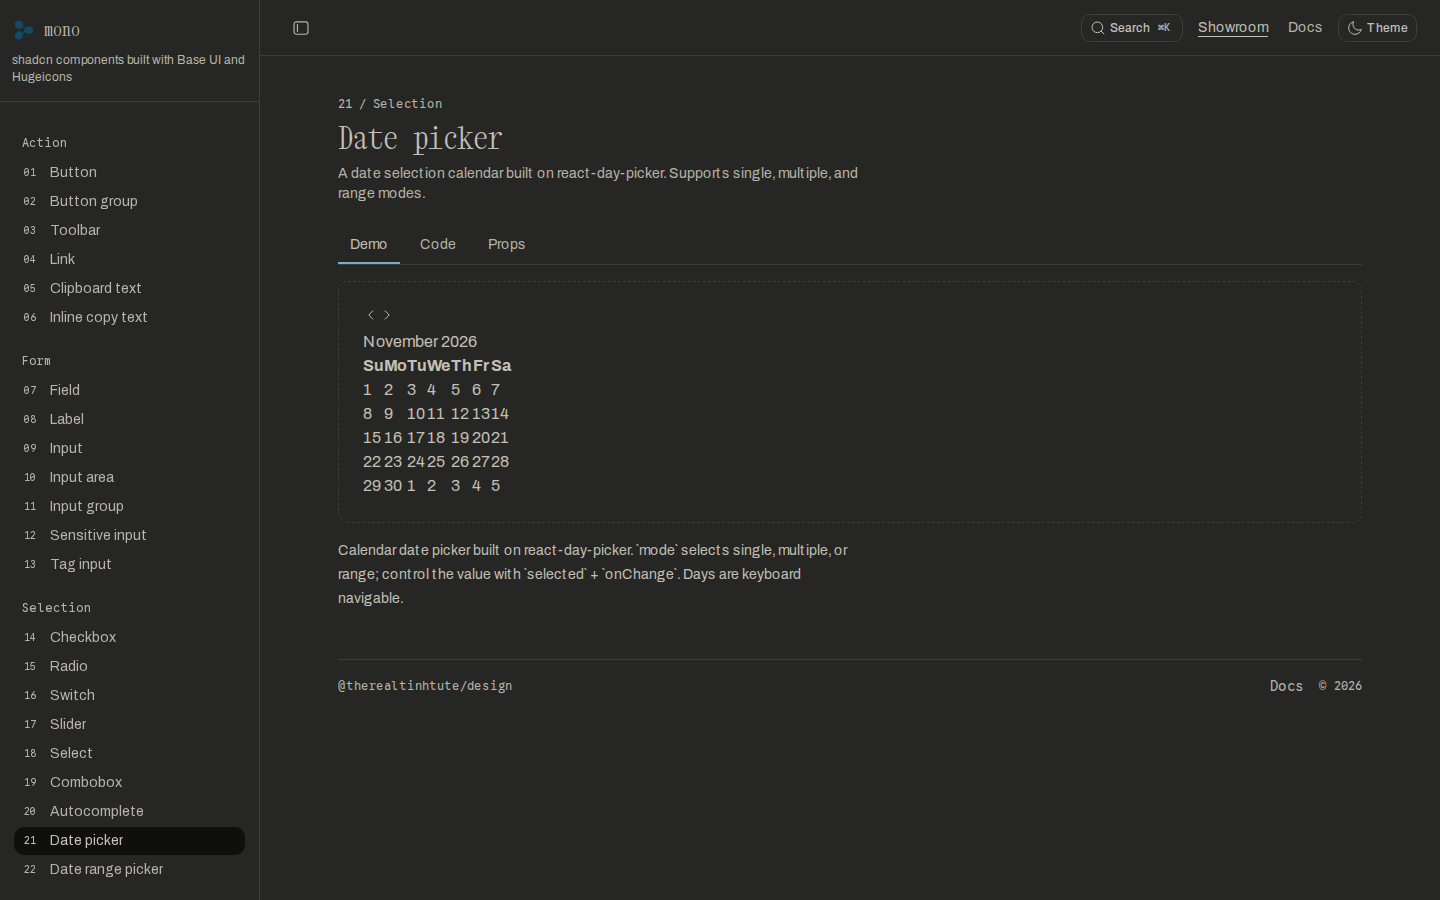 mono
shadcn components built with Base UI and
Hugeicons
Search ⌘K
Showroom
Docs
Theme
Action
01 Button
02 Button group
03 Toolbar
04 Link
05 Clipboard text
06 Inline copy text
Form
07 Field
08 Label
09 Input
10 Input area
11 Input group
12 Sensitive input
13 Tag input
Selection
14 Checkbox
15 Radio
16 Switch
17 Slider
18 Select
19 Combobox
20 Autocomplete
21 Date picker
22 Date range picker
21 / Selection
Date picker
A date selection calendar built on react-day-picker. Supports single, multiple, and
range modes.
Demo Code Props
November 2026
Su Mo Tu We Th Fr Sa
1 2 3 4 5 6 7
8 9 10 11 12 13 14
15 16 17 18 19 20 21
22 23 24 25 26 27 28
29 30 1 2 3 4 5
Calendar date picker built on react-day-picker. `mode` selects single, multiple, or
range; control the value with `selected` + `onChange`. Days are keyboard
navigable.
@therealtinhtute/design
Docs © 2026